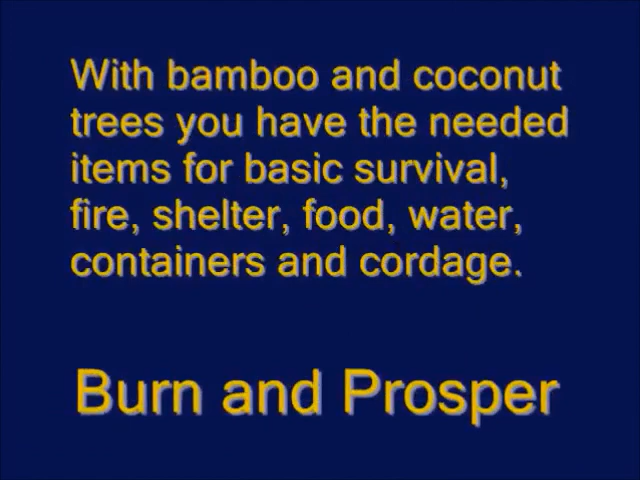 With bamboo and coconut
trees you have the needed
items for basic survival,
fire, shelter, food, water,
containers and cordage.
Burn and Prosper